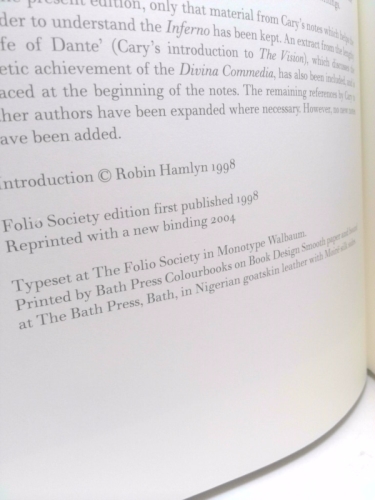 present edition, only that material from Cary's notes which
der to understand the Inferno has been kept. An extract from the lengthy
fe of Dante' (Cary's introduction to The Vision), which discusses the
etic achievement of the Divina Commedia, has also been included, and is
aced at the beginning of the notes. The remaining references by Cary to
her authors have been expanded where necessary. However, no new notes
ave been added.
Introduction © Robin Hamlyn 1998
Folio Society edition first published 1998
Reprinted with a new binding 2004
Typeset at The Folio Society in Monotype Walbaum.
Printed by Bath Press Colourbooks on Book Design Smooth paper and bound
at The Bath Press, Bath, in Nigerian goatskin leather with